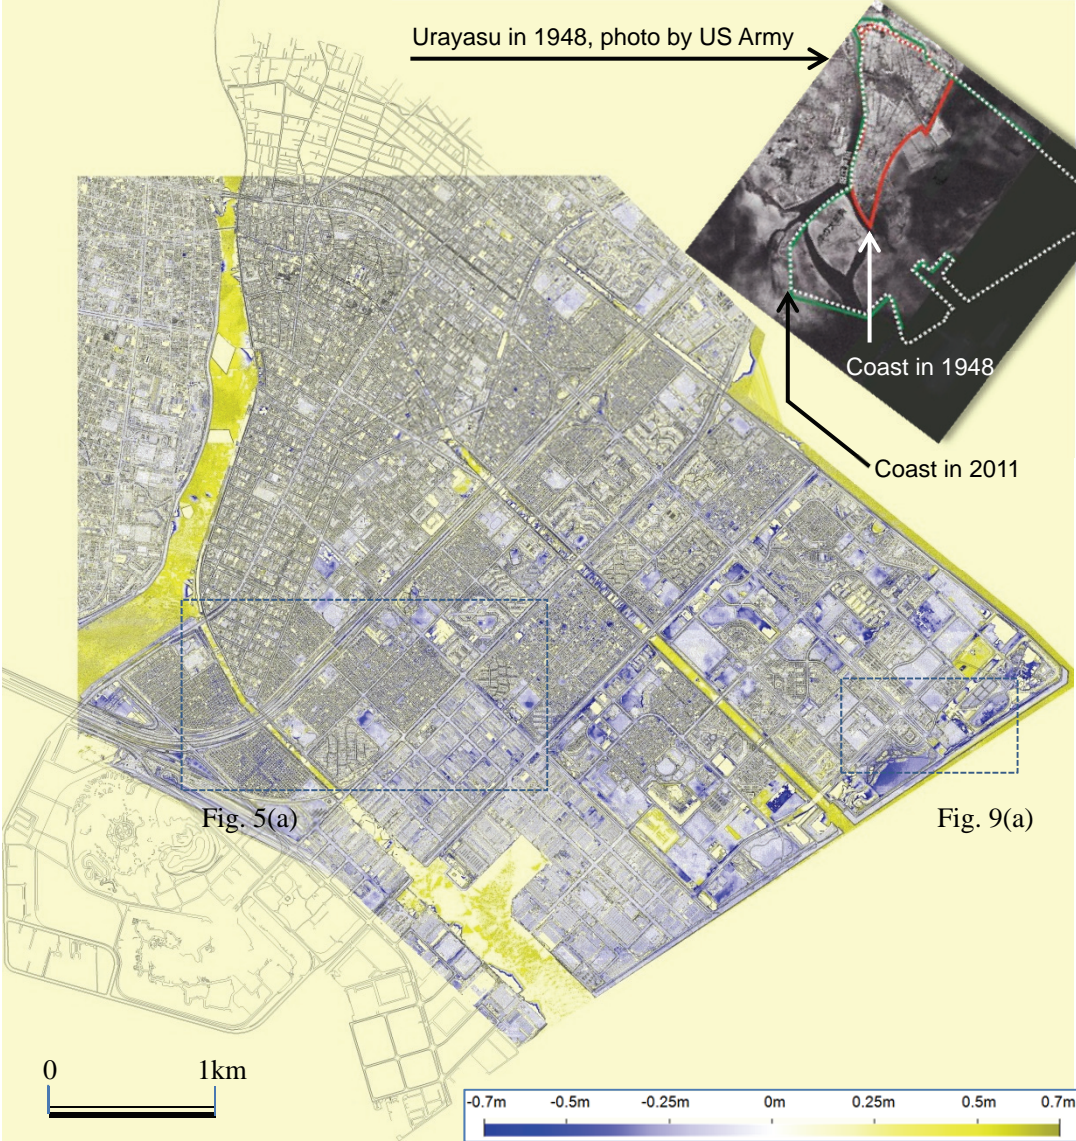 Urayasu in 1948, photo by US Army
Coast in 1948
Coast in 2011
Fig. 5(a)
Fig. 9(a)
0 1km
-0.7m -0.5m -0.25m 0m 0.25m 0.5m 0.7m